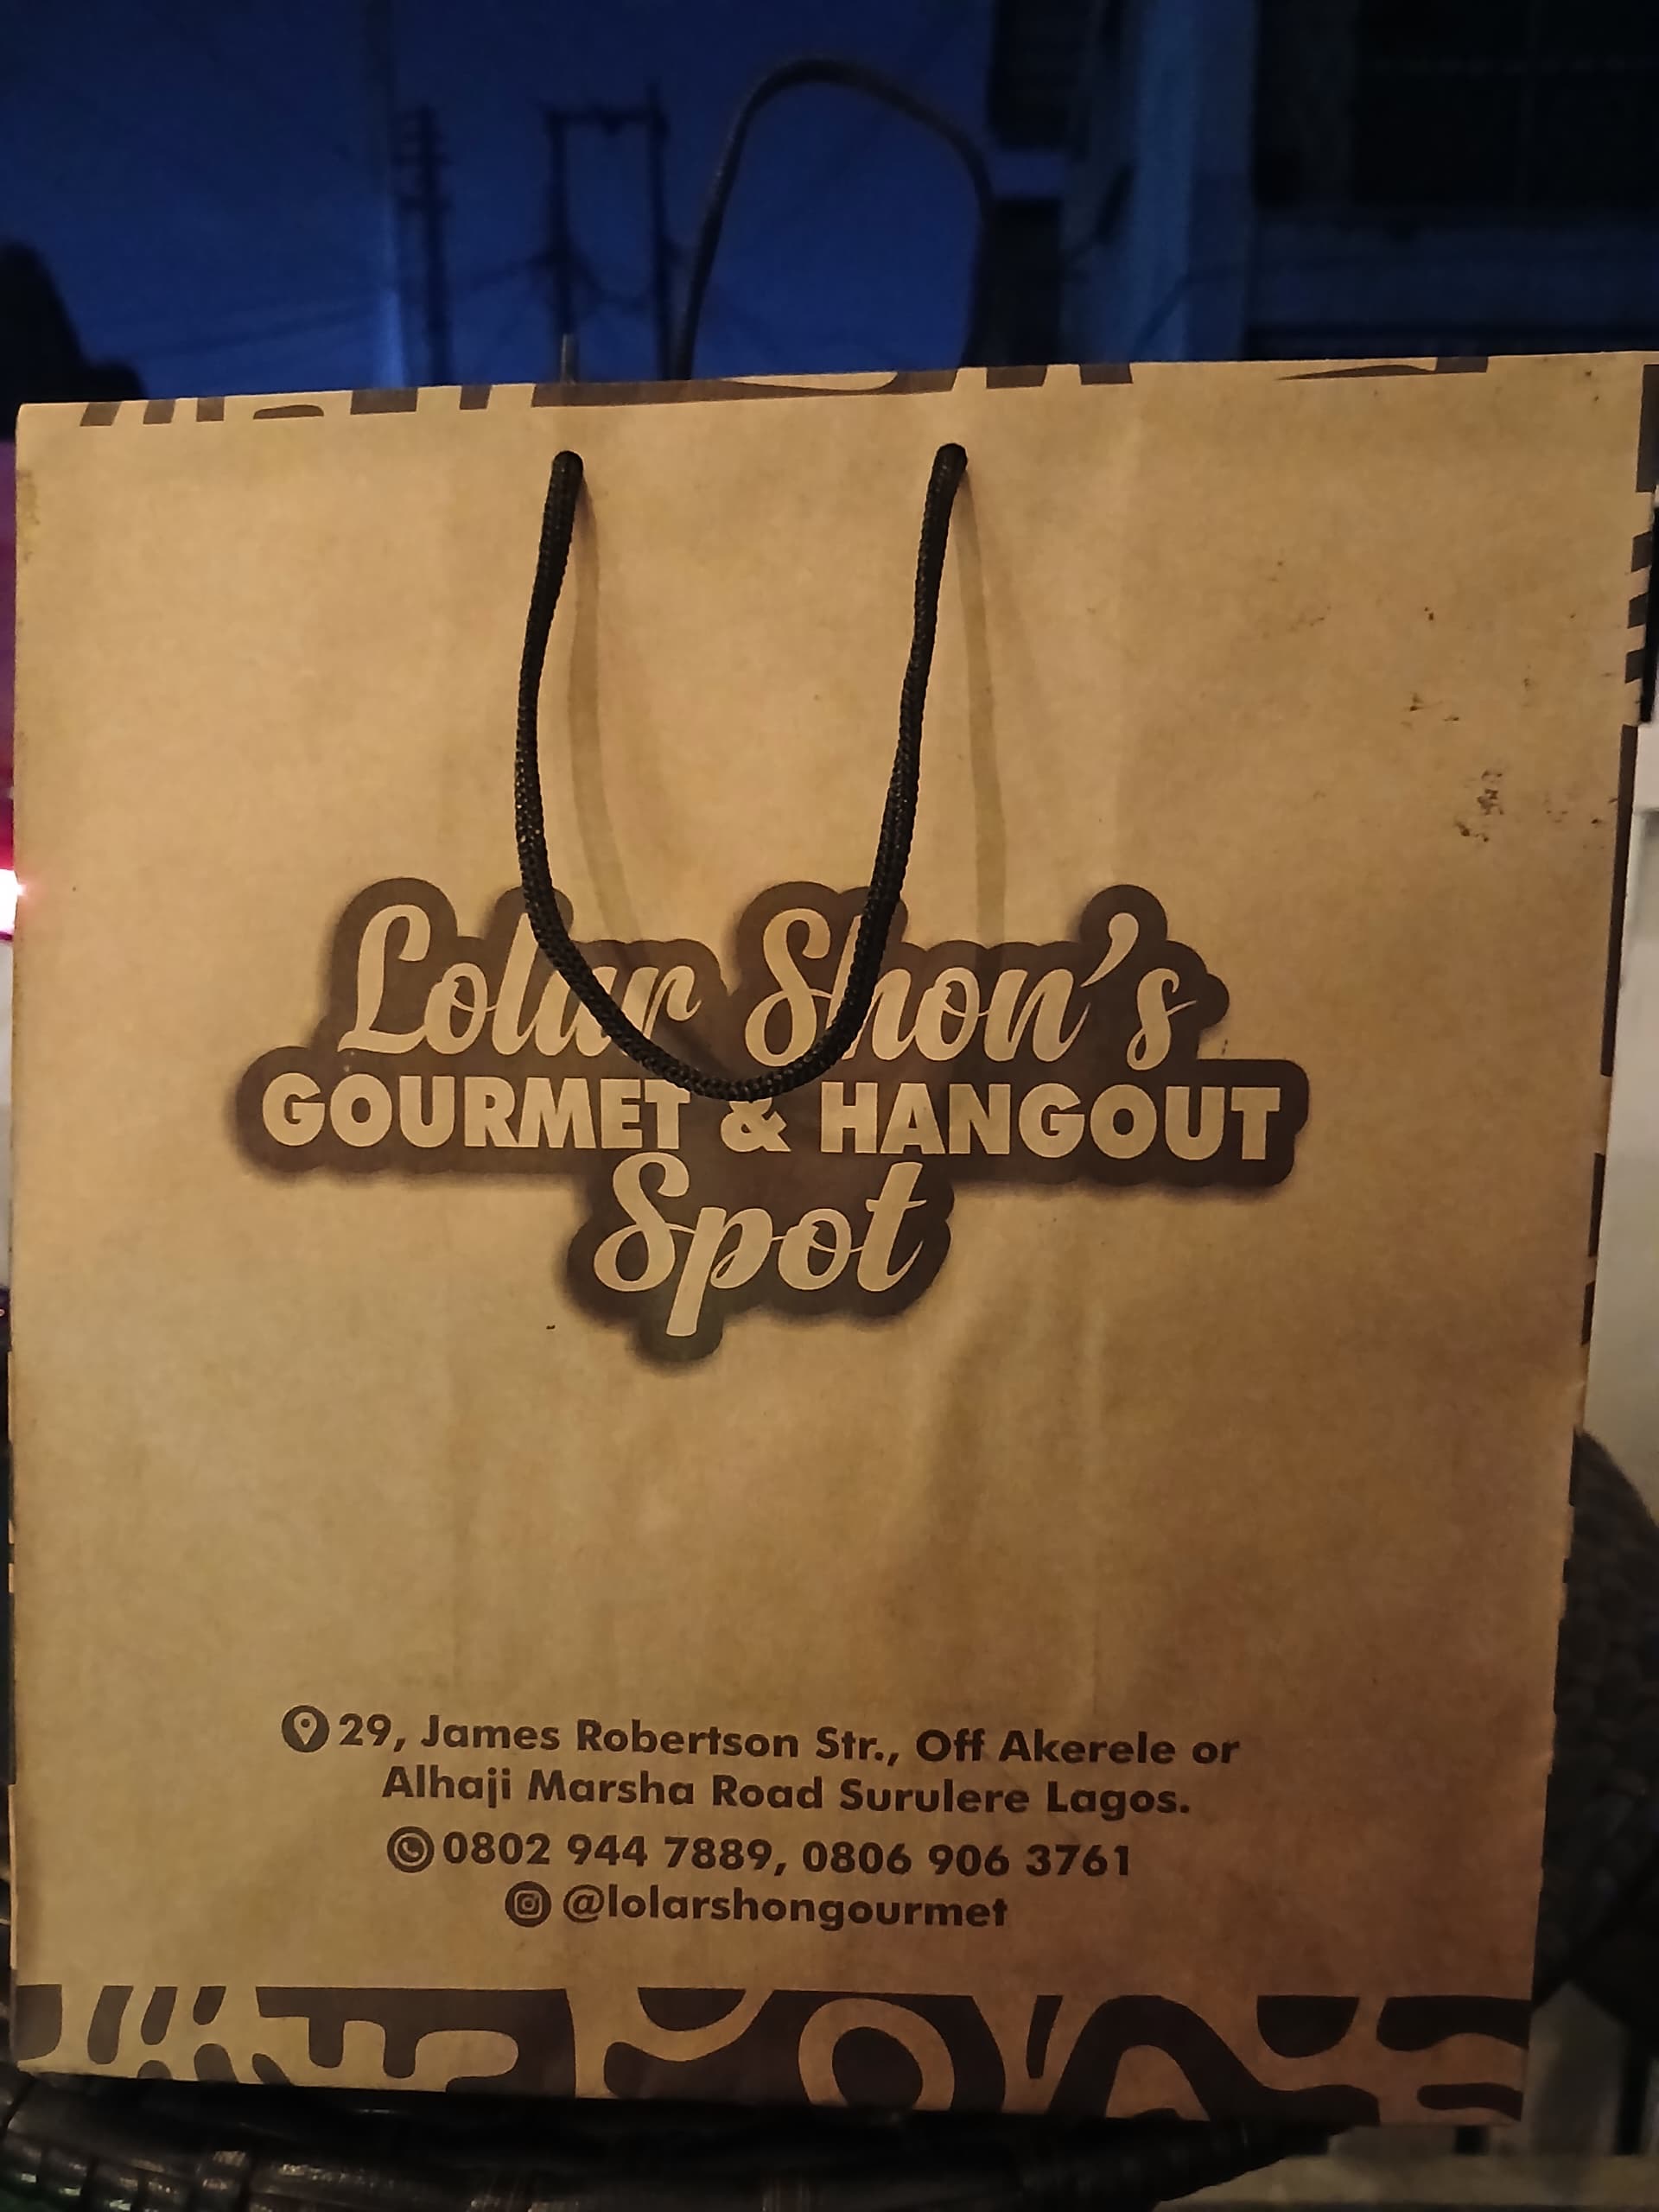 Lolar Shon's
GOURMET & HANGOUT
Spot
29, James Robertson Str., Off Akerele or
Alhaji Marsha Road Surulere Lagos.
0802 944 7889, 0806 906 3761
@lolarshongourmet